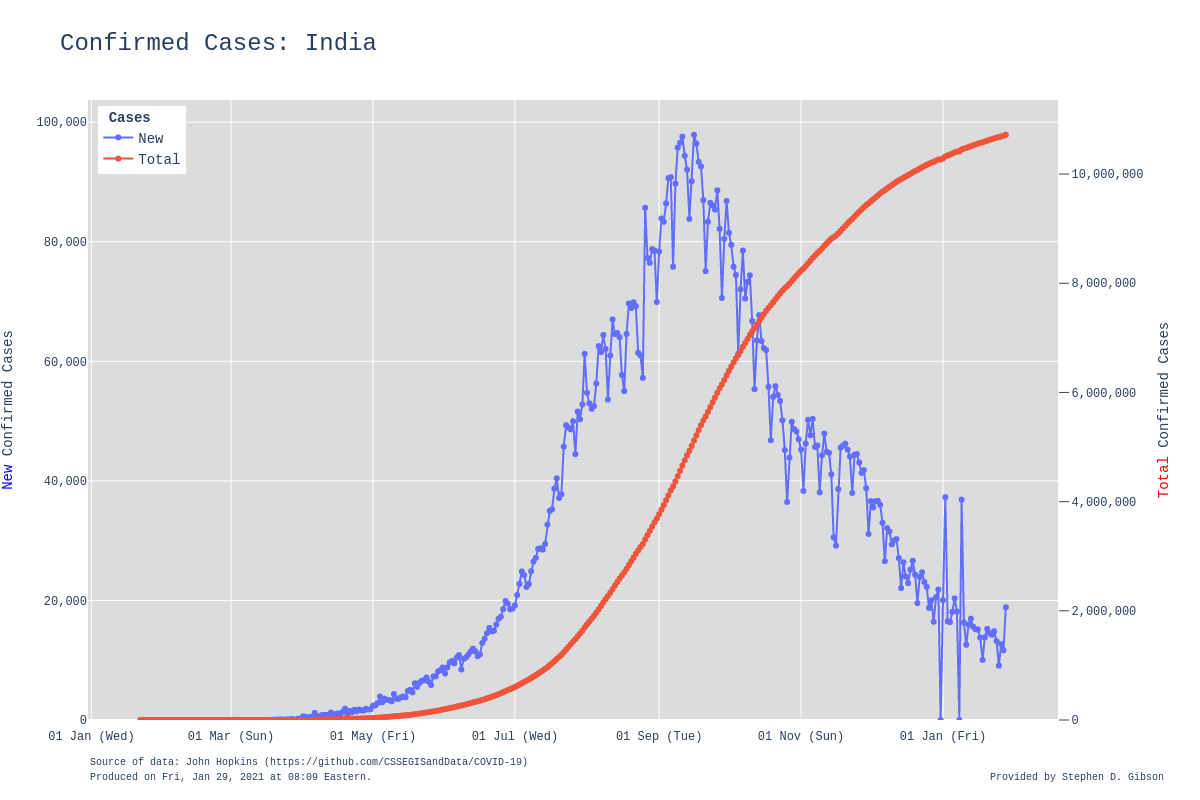 Confirmed Cases: India
Cases
New
Total
100,000
80,000
60,000
40,000
20,000
0
New Confirmed Cases
10,000,000
8,000,000
6,000,000
4,000,000
2,000,000
0
Total Confirmed Cases
01 Jan (Wed) 01 Mar (Sun) 01 May (Fri) 01 Jul (Wed) 01 Sep (Tue) 01 Nov (Sun) 01 Jan (Fri)
Source of data: John Hopkins (https://github.com/CSSEGISandData/COVID-19)
Produced on Fri, Jan 29, 2021 at 08:09 Eastern.
Provided by Stephen D. Gibson